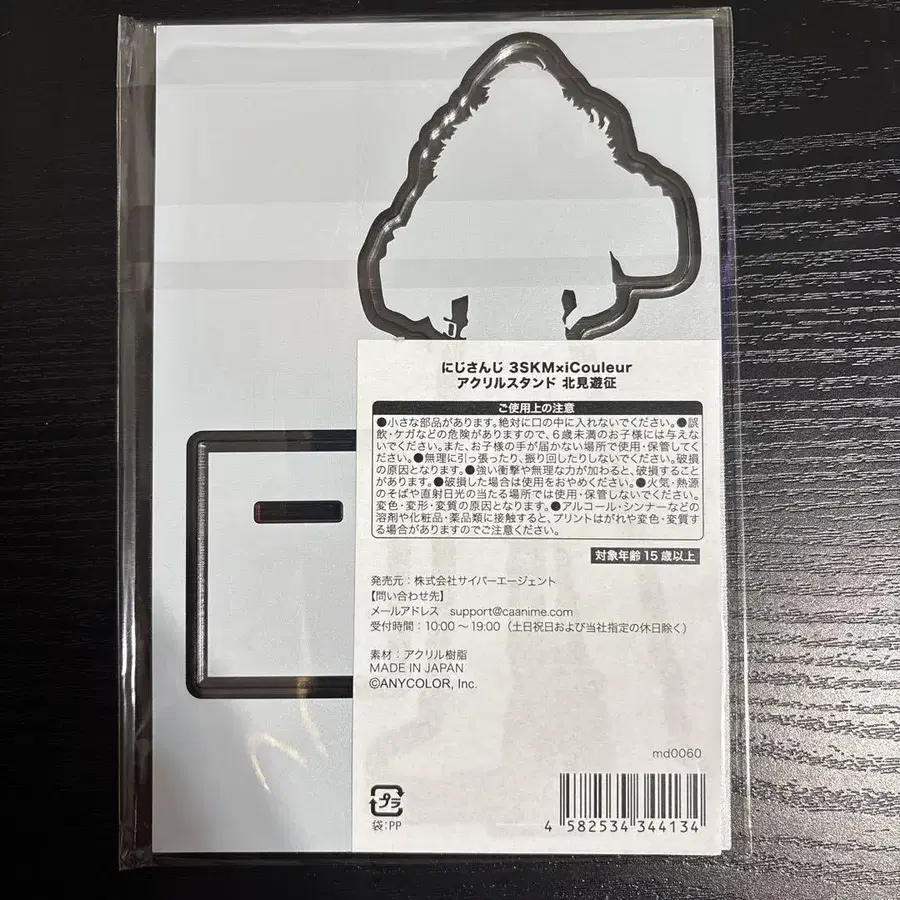 にじさんじ 3SKM×iCouleur
アクリルスタンド 北見遊征
ご使用上の注意
●小さな部品があります。絶対に口の中に入れないでください。●誤
飲・ケガなどの危険がありますので、6歳未満のお子様には与えな
いでください。また、お子様の手が届かない場所で使用・保管してく
ださい。●無理に引っ張ったり、振り回したりしないでください。破損
の原因となります。●強い衝撃や無理な力が加わると、破損すること
があります。●破損した場合は使用をおやめください。●火気・熱源
のそばや直射日光の当たる場所では使用・保管しないでください。
変色・変形・変質の原因となります。●アルコール・シンナーなどの
溶剤や化粧品・薬品類に接触すると、プリントはがれや変色・変質す
る場合がありますのでご注意ください。
対象年齢15歳以上
発売元：株式会社サイバーエージェント
【問い合わせ先】
メールアドレス support@caanime.com
受付時間：10:00～19:00（土日祝日および当社指定の休日除く）
素材：アクリル樹脂
MADE IN JAPAN
©ANYCOLOR, Inc.
md0060
プラ
袋:PP
4 582534 344134